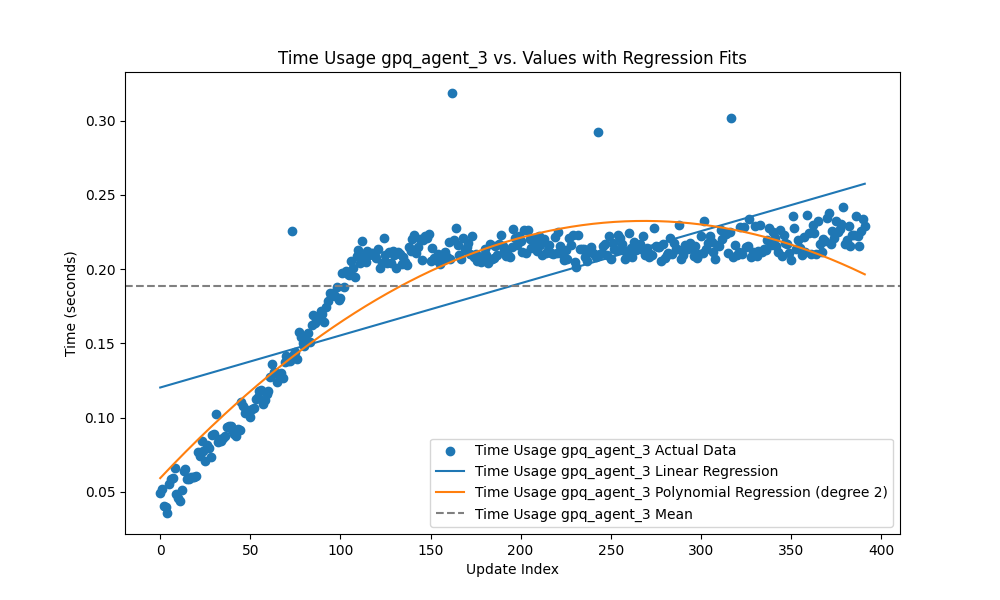 Time Usage gpq_agent_3 vs. Values with Regression Fits
0.30
0.25
0.20
0.15
0.10
0.05
Time (seconds)
Time Usage gpq_agent_3 Actual Data
Time Usage gpq_agent_3 Linear Regression
Time Usage gpq_agent_3 Polynomial Regression (degree 2)
Time Usage gpq_agent_3 Mean
0 50 100 150 200 250 300 350 400
Update Index